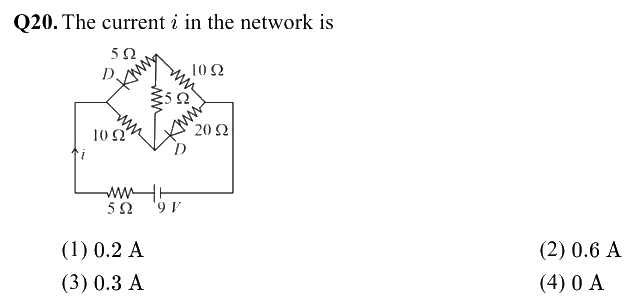 Q20. The current i in the network is
5 Ω
D
10 Ω
5 Ω
10 Ω
20 Ω
D
i
5 Ω
9 V
(1) 0.2 A
(2) 0.6 A
(3) 0.3 A
(4) 0 A